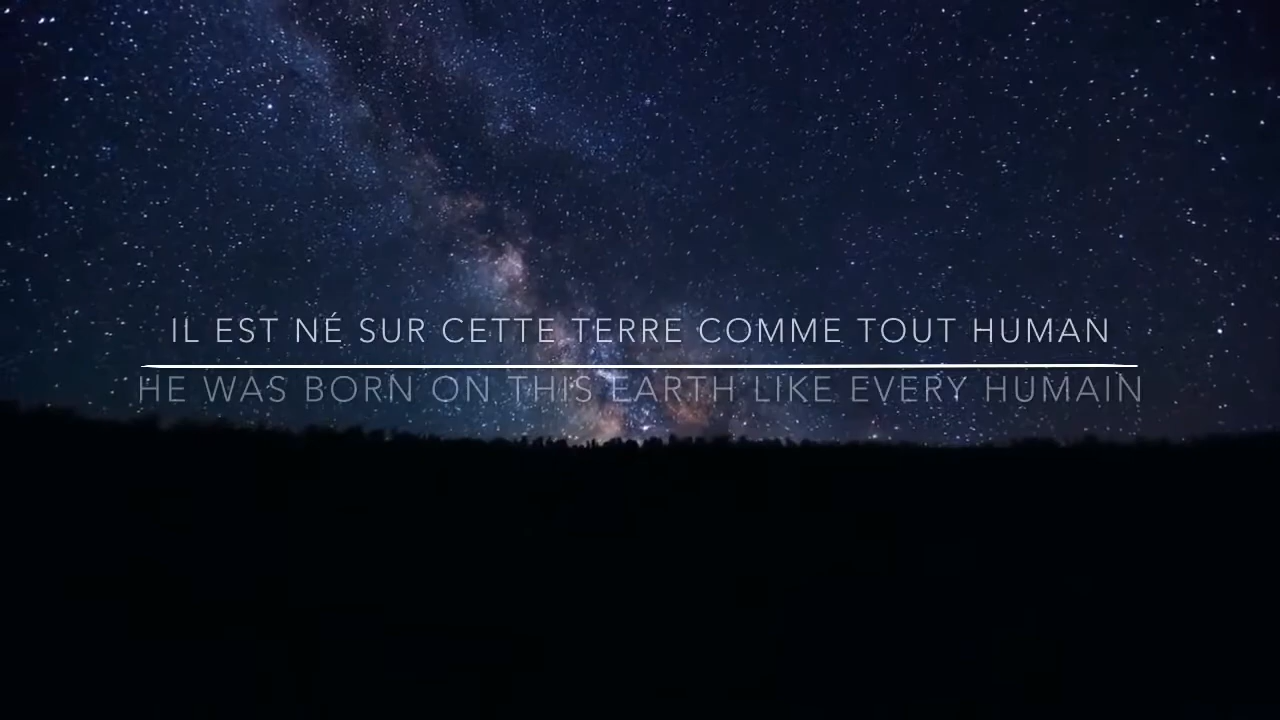 IL EST NÉ SUR CETTE TERRE COMME TOUT HUMAN
HE WAS BORN ON THIS EARTH LIKE EVERY HUMAIN